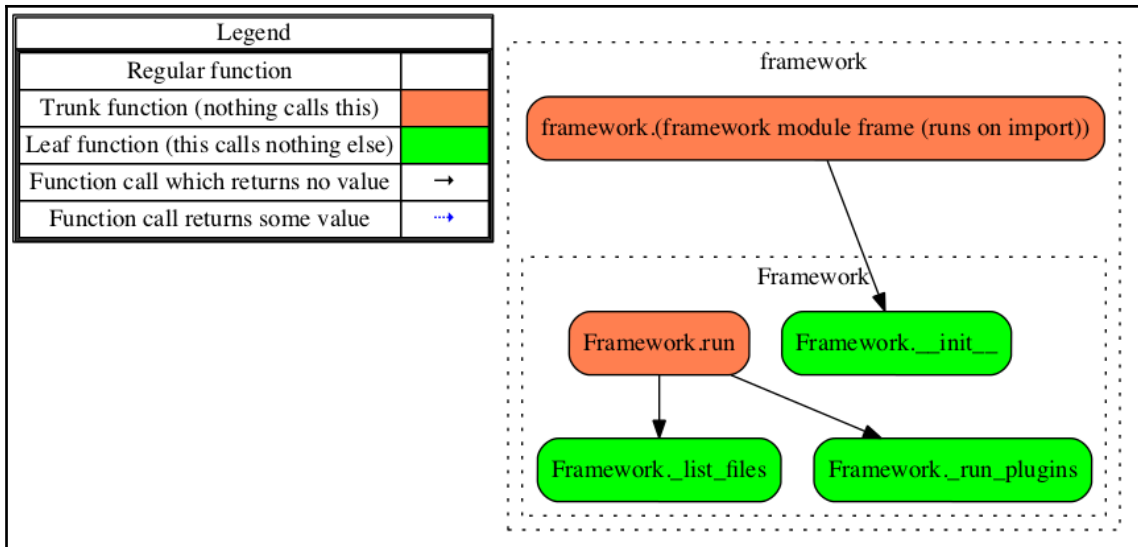 Legend
Regular function
Trunk function (nothing calls this)
Leaf function (this calls nothing else)
Function call which returns no value →
Function call returns some value ⇢
framework
framework.(framework module frame (runs on import))
Framework
Framework.run
Framework.__init__
Framework._list_files
Framework._run_plugins